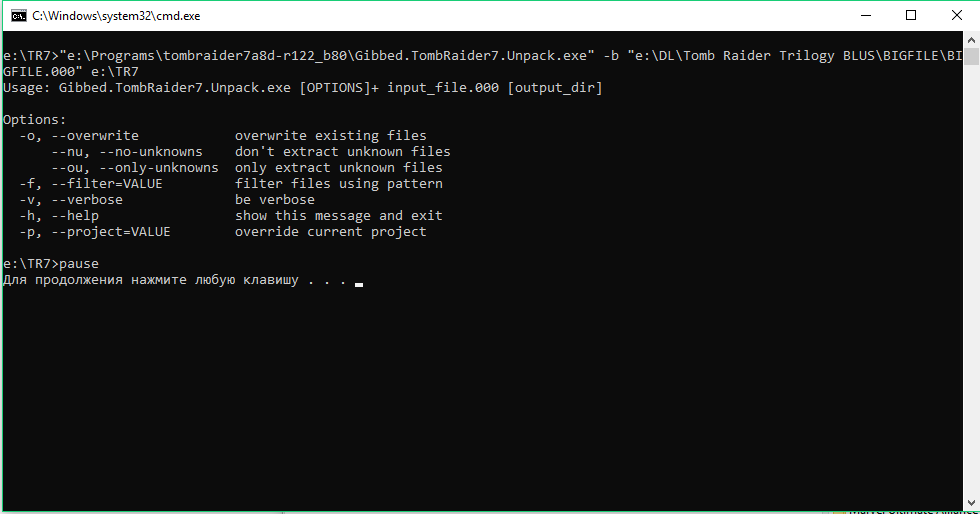 C:\Windows\system32\cmd.exe
e:\TR7>"e:\Programs\tombraider7a8d-r122_b80\Gibbed.TombRaider7.Unpack.exe" -b "e:\DL\Tomb Raider Trilogy BLUS\BIGFILE\BI
GFILE.000" e:\TR7
Usage: Gibbed.TombRaider7.Unpack.exe [OPTIONS]+ input_file.000 [output_dir]
Options:
-o, --overwrite overwrite existing files
--nu, --no-unknowns don't extract unknown files
--ou, --only-unknowns only extract unknown files
-f, --filter=VALUE filter files using pattern
-v, --verbose be verbose
-h, --help show this message and exit
-p, --project=VALUE override current project
e:\TR7>pause
Для продолжения нажмите любую клавишу . . .